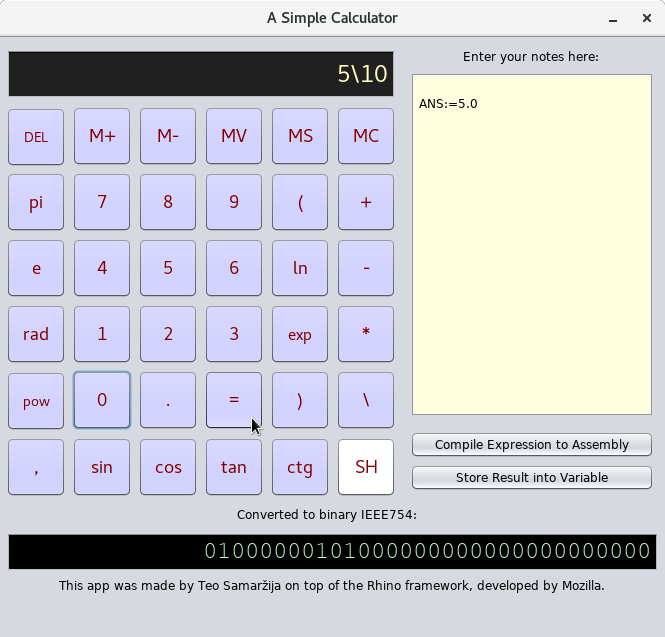 A Simple Calculator
5\10
Enter your notes here:
ANS:=5.0
DEL M+ M- MV MS MC
pi 7 8 9 ( +
e 4 5 6 ln -
rad 1 2 3 exp *
pow 0 . = ) \
, sin cos tan ctg SH
Compile Expression to Assembly
Store Result into Variable
Converted to binary IEEE754:
01000000101000000000000000000000
This app was made by Teo Samaržija on top of the Rhino framework, developed by Mozilla.